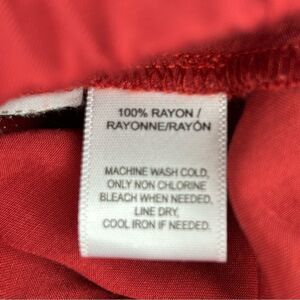 100% RAYON /
RAYONNE/RAYÓN
MACHINE WASH COLD,
ONLY NON CHLORINE
BLEACH WHEN NEEDED,
LINE DRY,
COOL IRON IF NEEDED.